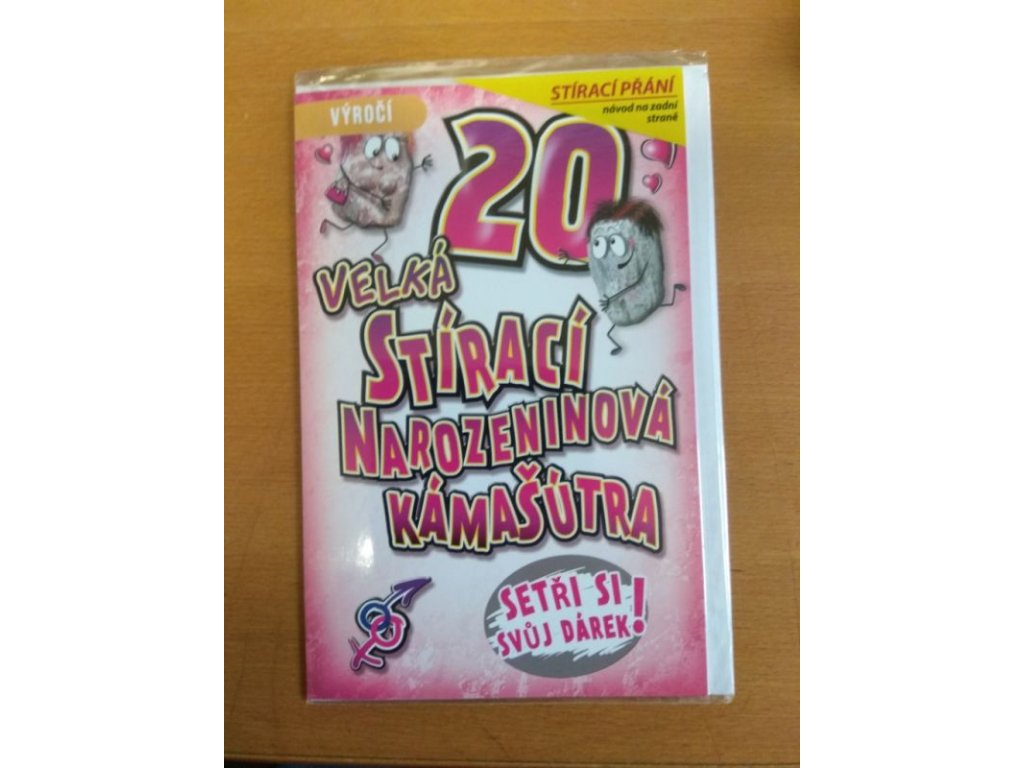 VÝROČÍ
STÍRACÍ PŘÁNÍ
návod na zadní
straně
20
VELKÁ
STÍRACÍ
NAROZENINOVÁ
KÁMAŠÚTRA
SETŘI SI
SVŮJ DÁREK!